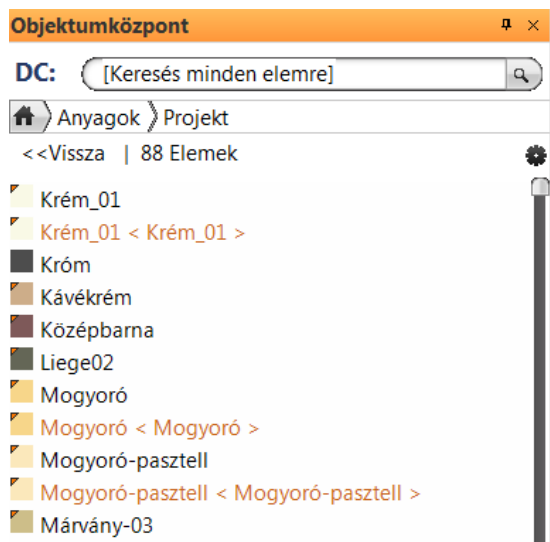 Objektumközpont
DC: [Keresés minden elemre]
Anyagok Projekt
<<Vissza | 88 Elemek
Krém_01
Krém_01 < Krém_01 >
Króm
Kávékrém
Középbarna
Liege02
Mogyoró
Mogyoró < Mogyoró >
Mogyoró-pasztell
Mogyoró-pasztell < Mogyoró-pasztell >
Márvány-03